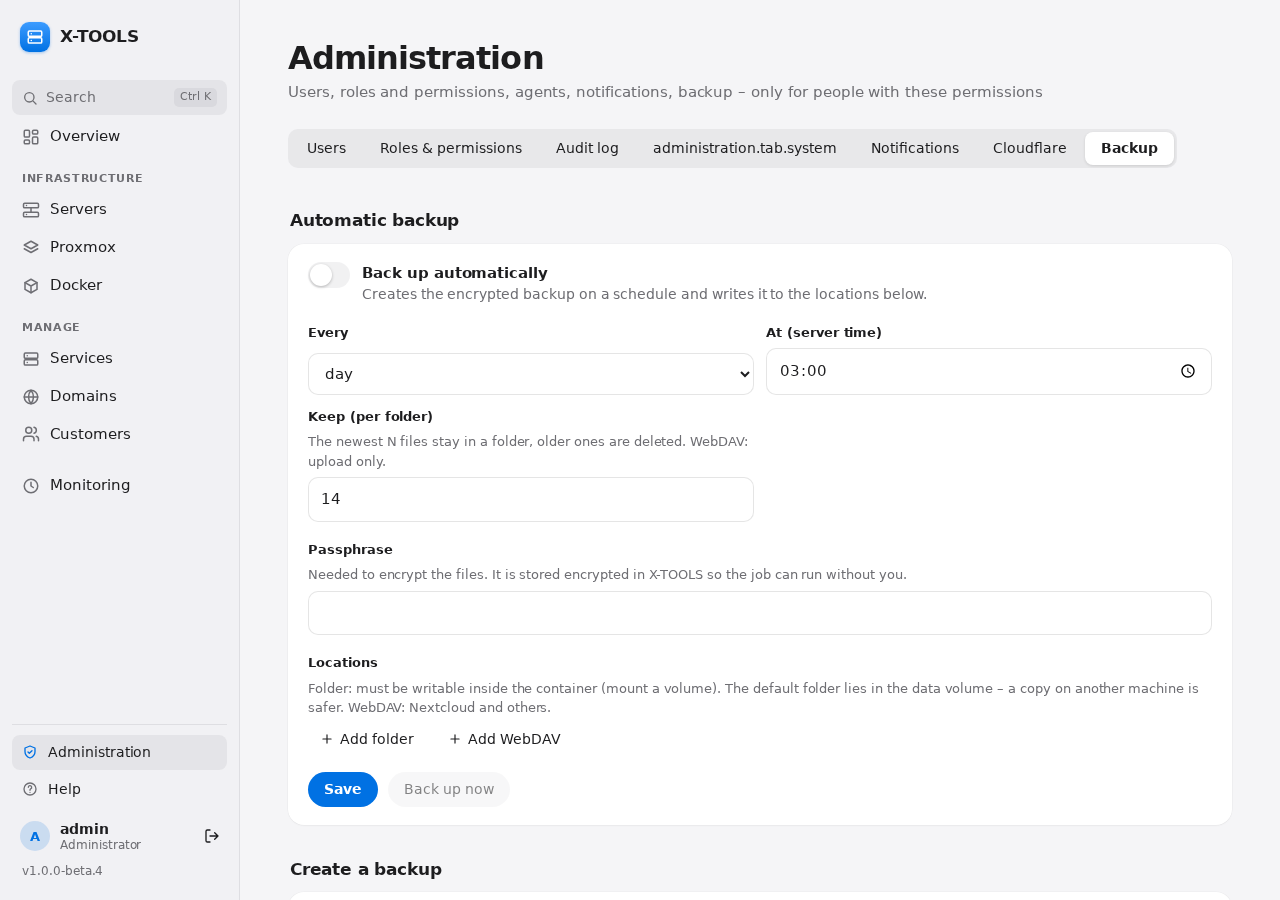 X-TOOLS
Search
Ctrl K
Overview
INFRASTRUCTURE
Servers
Proxmox
Docker
MANAGE
Services
Domains
Customers
Monitoring
Administration
Help
A
admin
Administrator
v1.0.0-beta.4
Administration
Users, roles and permissions, agents, notifications, backup – only for people with these permissions
Users
Roles & permissions
Audit log
administration.tab.system
Notifications
Cloudflare
Backup
Automatic backup
Back up automatically
Creates the encrypted backup on a schedule and writes it to the locations below.
Every
day
At (server time)
03:00
Keep (per folder)
The newest N files stay in a folder, older ones are deleted. WebDAV:
upload only.
14
Passphrase
Needed to encrypt the files. It is stored encrypted in X-TOOLS so the job can run without you.
Locations
Folder: must be writable inside the container (mount a volume). The default folder lies in the data volume – a copy on another machine is
safer. WebDAV: Nextcloud and others.
+ Add folder
+ Add WebDAV
Save
Back up now
Create a backup